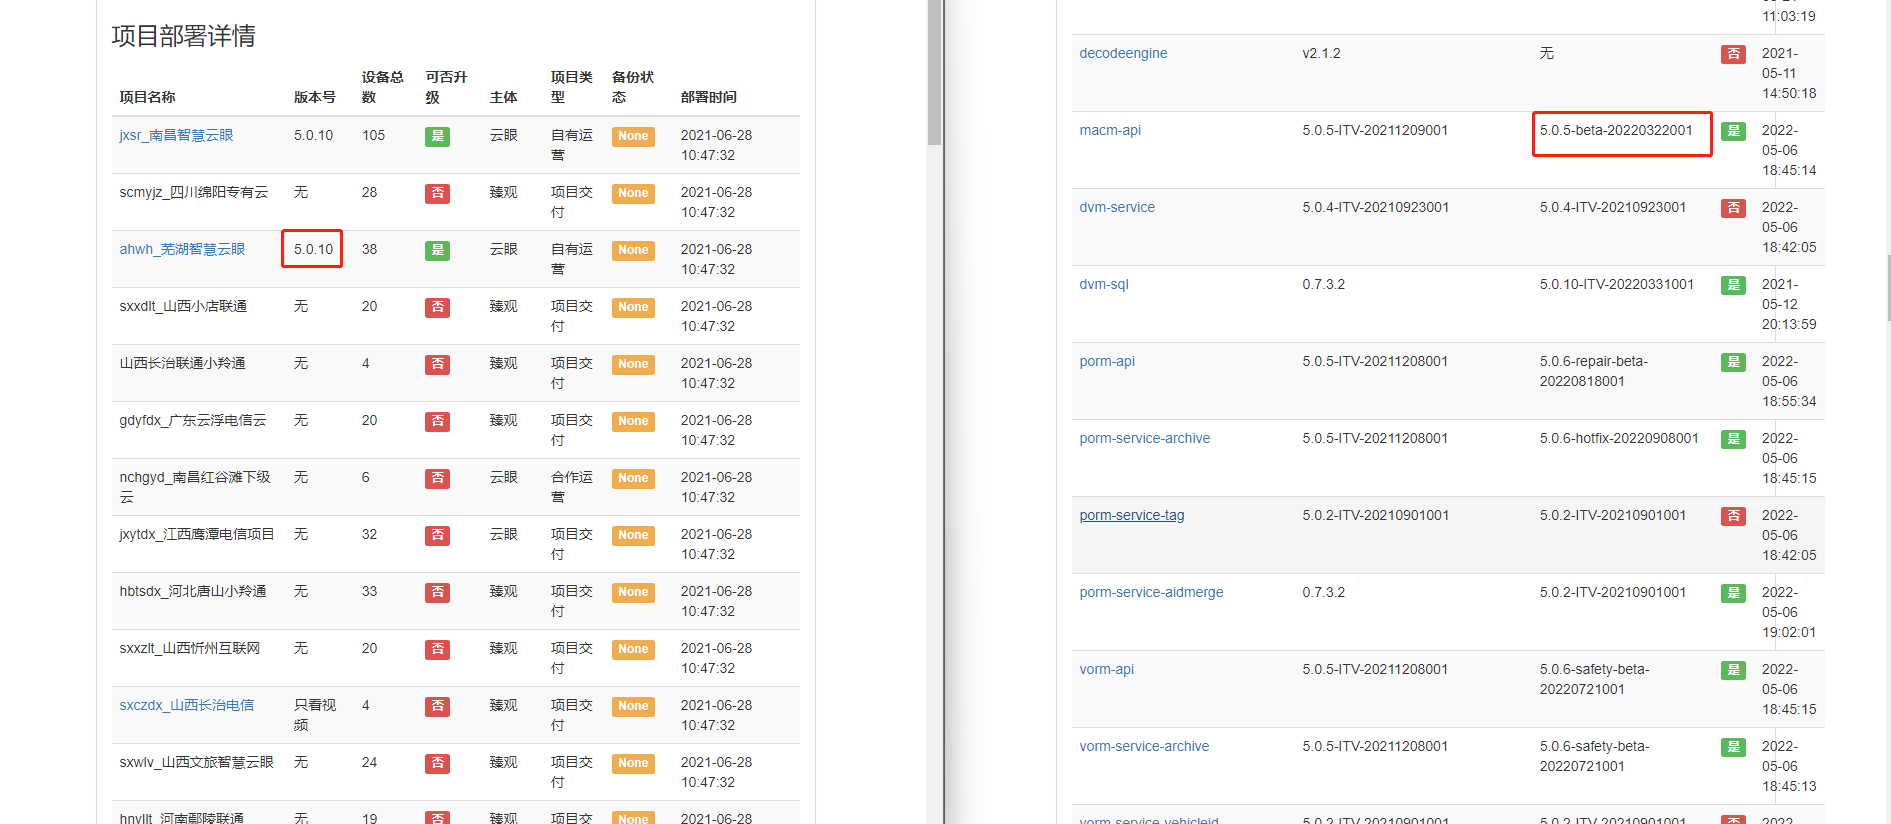 项目部署详情
项目名称 版本号 设备总数 可否升级 主体 项目类型 备份状态 部署时间
jxsr_南昌智慧云眼 5.0.10 105 是 云眼 自有运营 None 2021-06-28 10:47:32
scmyjz_四川绵阳专有云 无 28 否 臻观 项目交付 None 2021-06-28 10:47:32
ahwh_芜湖智慧云眼 5.0.10 38 是 云眼 自有运营 None 2021-06-28 10:47:32
sxxdlt_山西小店联通 无 20 否 臻观 项目交付 None 2021-06-28 10:47:32
山西长治联通小羚通 无 4 否 臻观 项目交付 None 2021-06-28 10:47:32
gdyfdx_广东云浮电信云 无 20 否 臻观 项目交付 None 2021-06-28 10:47:32
nchgyd_南昌红谷滩下级云 无 6 否 云眼 合作运营 None 2021-06-28 10:47:32
jxytdx_江西鹰潭电信项目 无 32 否 云眼 项目交付 None 2021-06-28 10:47:32
hbtsdx_河北唐山小羚通 无 33 否 臻观 项目交付 None 2021-06-28 10:47:32
sxxzlt_山西忻州互联网 无 20 否 臻观 项目交付 None 2021-06-28 10:47:32
sxczdx_山西长治电信 只看视频 4 否 臻观 项目交付 None 2021-06-28 10:47:32
sxwlv_山西文旅智慧云眼 无 24 否 臻观 项目交付 None 2021-06-28 10:47:32
hnyllt_河南鄢陵联通 无 19 否 臻观 项目交 None 2021-06-28
11:03:19
decodeengine v2.1.2 无 否 2021-05-11 14:50:18
macm-api 5.0.5-ITV-20211209001 5.0.5-beta-20220322001 是 2022-05-06 18:45:14
dvm-service 5.0.4-ITV-20210923001 5.0.4-ITV-20210923001 否 2022-05-06 18:42:05
dvm-sql 0.7.3.2 5.0.10-ITV-20220331001 是 2021-05-12 20:13:59
porm-api 5.0.5-ITV-20211208001 5.0.6-repair-beta-20220818001 是 2022-05-06 18:55:34
porm-service-archive 5.0.5-ITV-20211208001 5.0.6-hotfix-20220908001 是 2022-05-06 18:45:15
porm-service-tag 5.0.2-ITV-20210901001 5.0.2-ITV-20210901001 否 2022-05-06 18:42:05
porm-service-aidmerge 0.7.3.2 5.0.2-ITV-20210901001 是 2022-05-06 19:02:01
vorm-api 5.0.5-ITV-20211208001 5.0.6-safety-beta-20220721001 是 2022-05-06 18:45:15
vorm-service-archive 5.0.5-ITV-20211208001 5.0.6-safety-beta-20220721001 是 2022-05-06 18:45:13
vorm-service-vehicleid 5.0.2-ITV-20210901001 5.0.2-ITV-20210901001 否 2022-